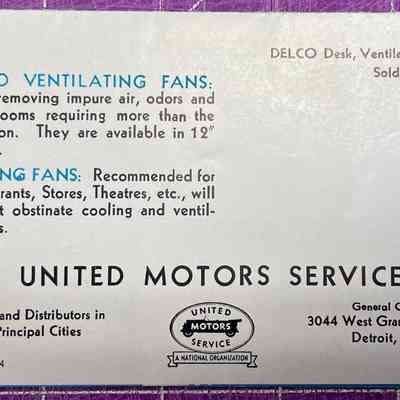 DELCO Desk, Ventila
Sold
O VENTILATING FANS:
removing impure air, odors and
ooms requiring more than the
on. They are available in 12"
.
NG FANS: Recommended for
rants, Stores, Theatres, etc., will
t obstinate cooling and ventil-
s.
UNITED MOTORS SERVICE
and Distributors in
Principal Cities
UNITED
MOTORS
SERVICE
A NATIONAL ORGANIZATION
General O
3044 West Gran
Detroit,
4